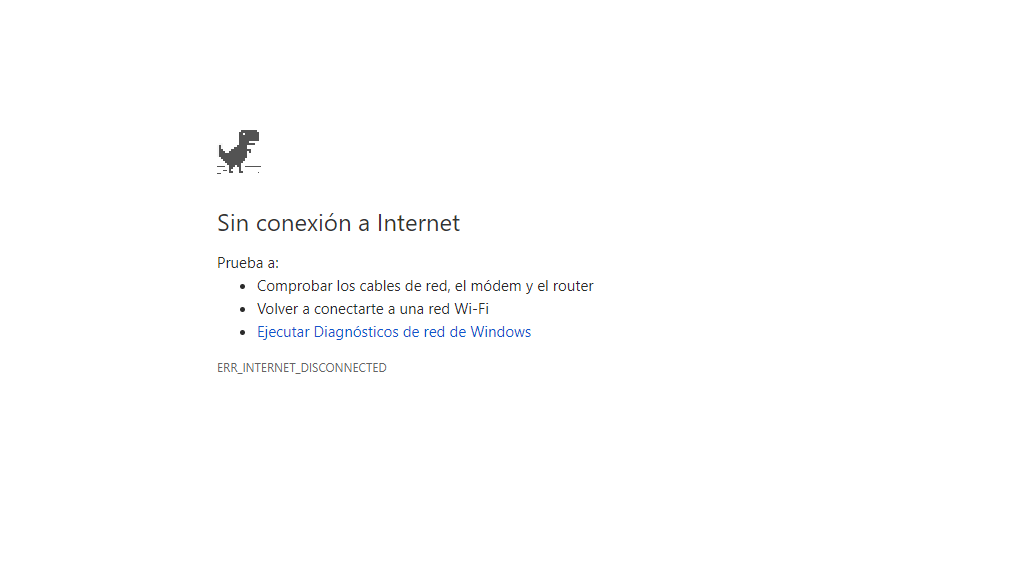 Sin conexión a Internet
Prueba a:
Comprobar los cables de red, el módem y el router
Volver a conectarte a una red Wi-Fi
Ejecutar Diagnósticos de red de Windows
ERR_INTERNET_DISCONNECTED